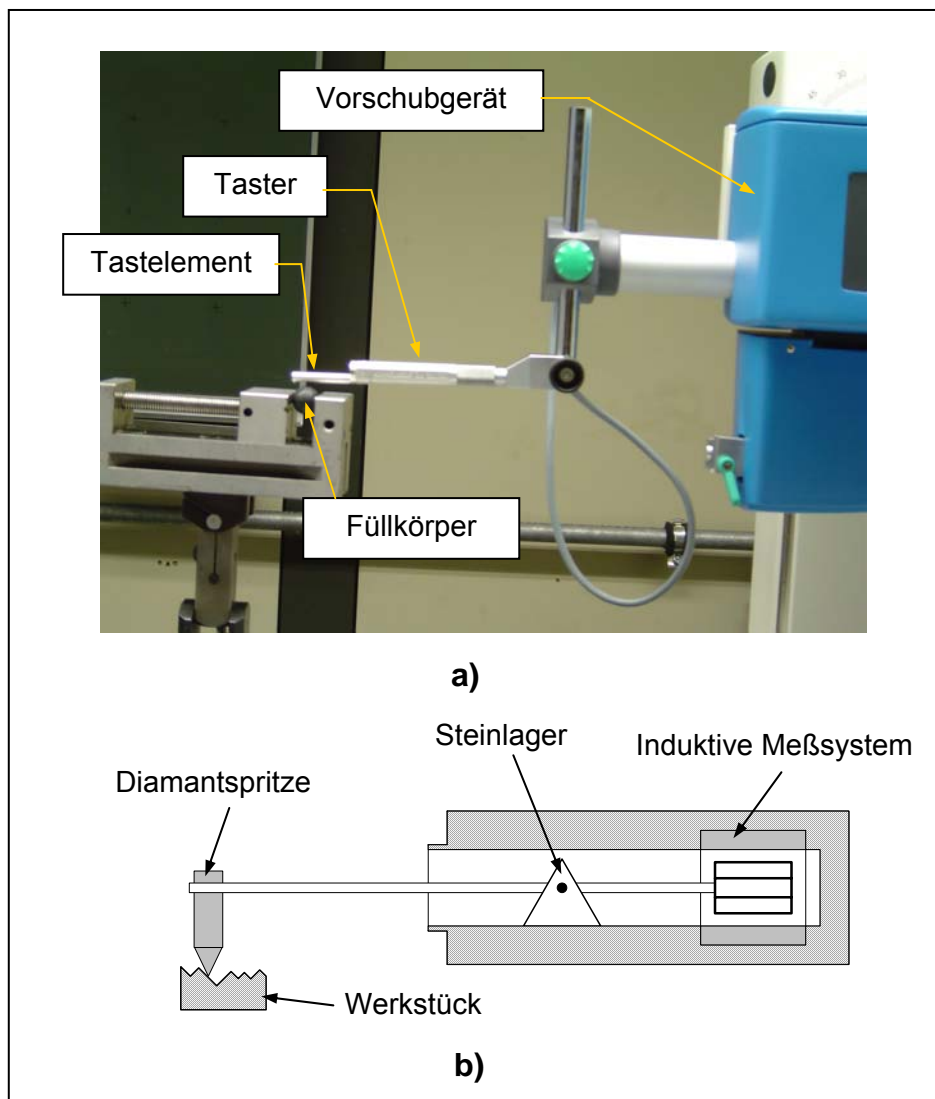 Vorschubgerät
Taster
Tastelement
Füllkörper
a)
Steinlager
Induktive Meßsystem
Diamantspritze
Werkstück
b)